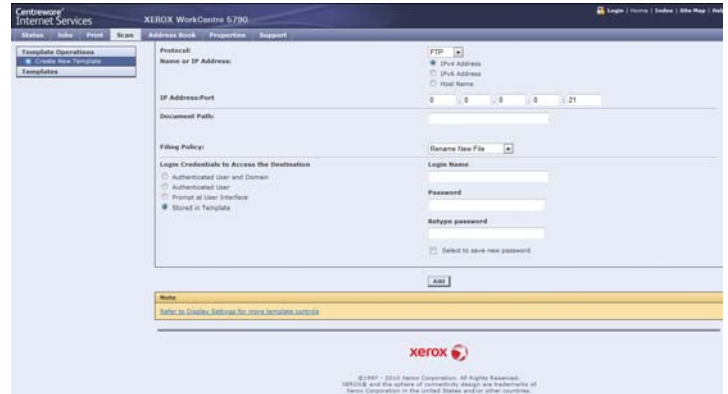 Centreware®
Internet Services
XEROX WorkCentre 5790
Login | Home | Index | Site Map | Help
Status Jobs Print Scan Address Book Properties Support
Template Operations
Create New Template
Templates
Protocol:
FTP
Name or IP Address:
IPv4 Address
IPv6 Address
Host Name
IP Address:Port
0 . 0 . 0 . 0 : 21
Document Path:
Filing Policy:
Rename New File
Login Credentials to Access the Destination
Authenticated User and Domain
Authenticated User
Prompt at User Interface
Stored in Template
Login Name
Password
Retype password
Select to save new password
Add
Note
Refer to Display Settings for more template controls
xerox
©1997 - 2010 Xerox Corporation. All Rights Reserved.
XEROX® and the sphere of connectivity design are trademarks of
Xerox Corporation in the United States and/or other countries.